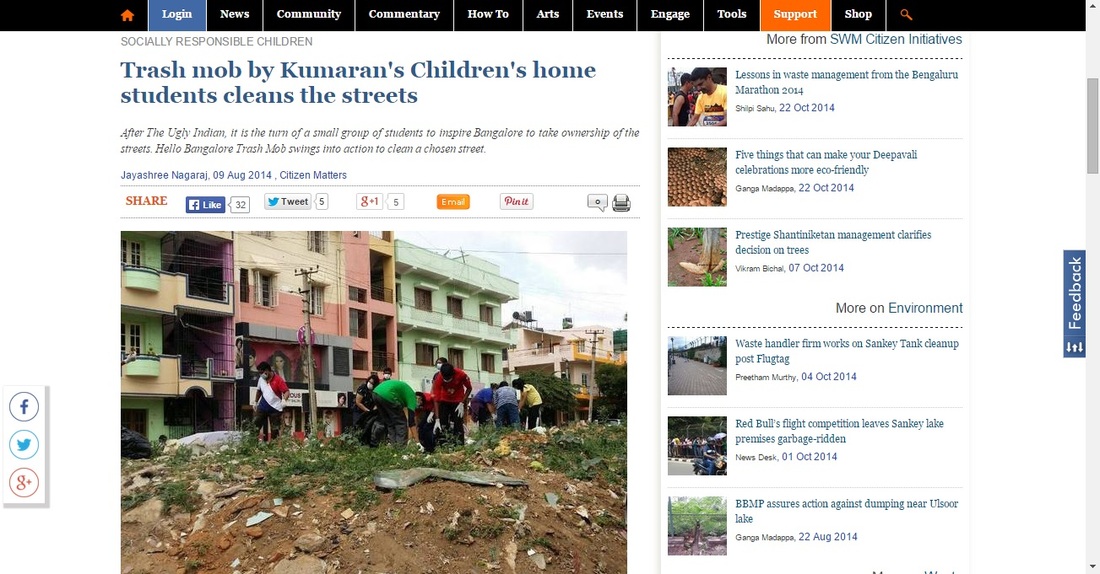 Login News Community Commentary How To Arts Events Engage Tools Support Shop
SOCIALLY RESPONSIBLE CHILDREN
Trash mob by Kumaran's Children's home
students cleans the streets
After The Ugly Indian, it is the turn of a small group of students to inspire Bangalore to take ownership of the
streets. Hello Bangalore Trash Mob swings into action to clean a chosen street.
Jayashree Nagaraj, 09 Aug 2014 , Citizen Matters
SHARE Like 32 Tweet 5 g+1 5 Email Pin it
More from SWM Citizen Initiatives
Lessons in waste management from the Bengaluru
Marathon 2014
Shilpi Sahu, 22 Oct 2014
Five things that can make your Deepavali
celebrations more eco-friendly
Ganga Madappa, 22 Oct 2014
Prestige Shantiniketan management clarifies
decision on trees
Vikram Bichal, 07 Oct 2014
More on Environment
Waste handler firm works on Sankey Tank cleanup
post Flugtag
Preetham Murthy, 04 Oct 2014
Red Bull's flight competition leaves Sankey lake
premises garbage-ridden
News Desk, 01 Oct 2014
BBMP assures action against dumping near Ulsoor
lake
Ganga Madappa, 22 Aug 2014
Feedback